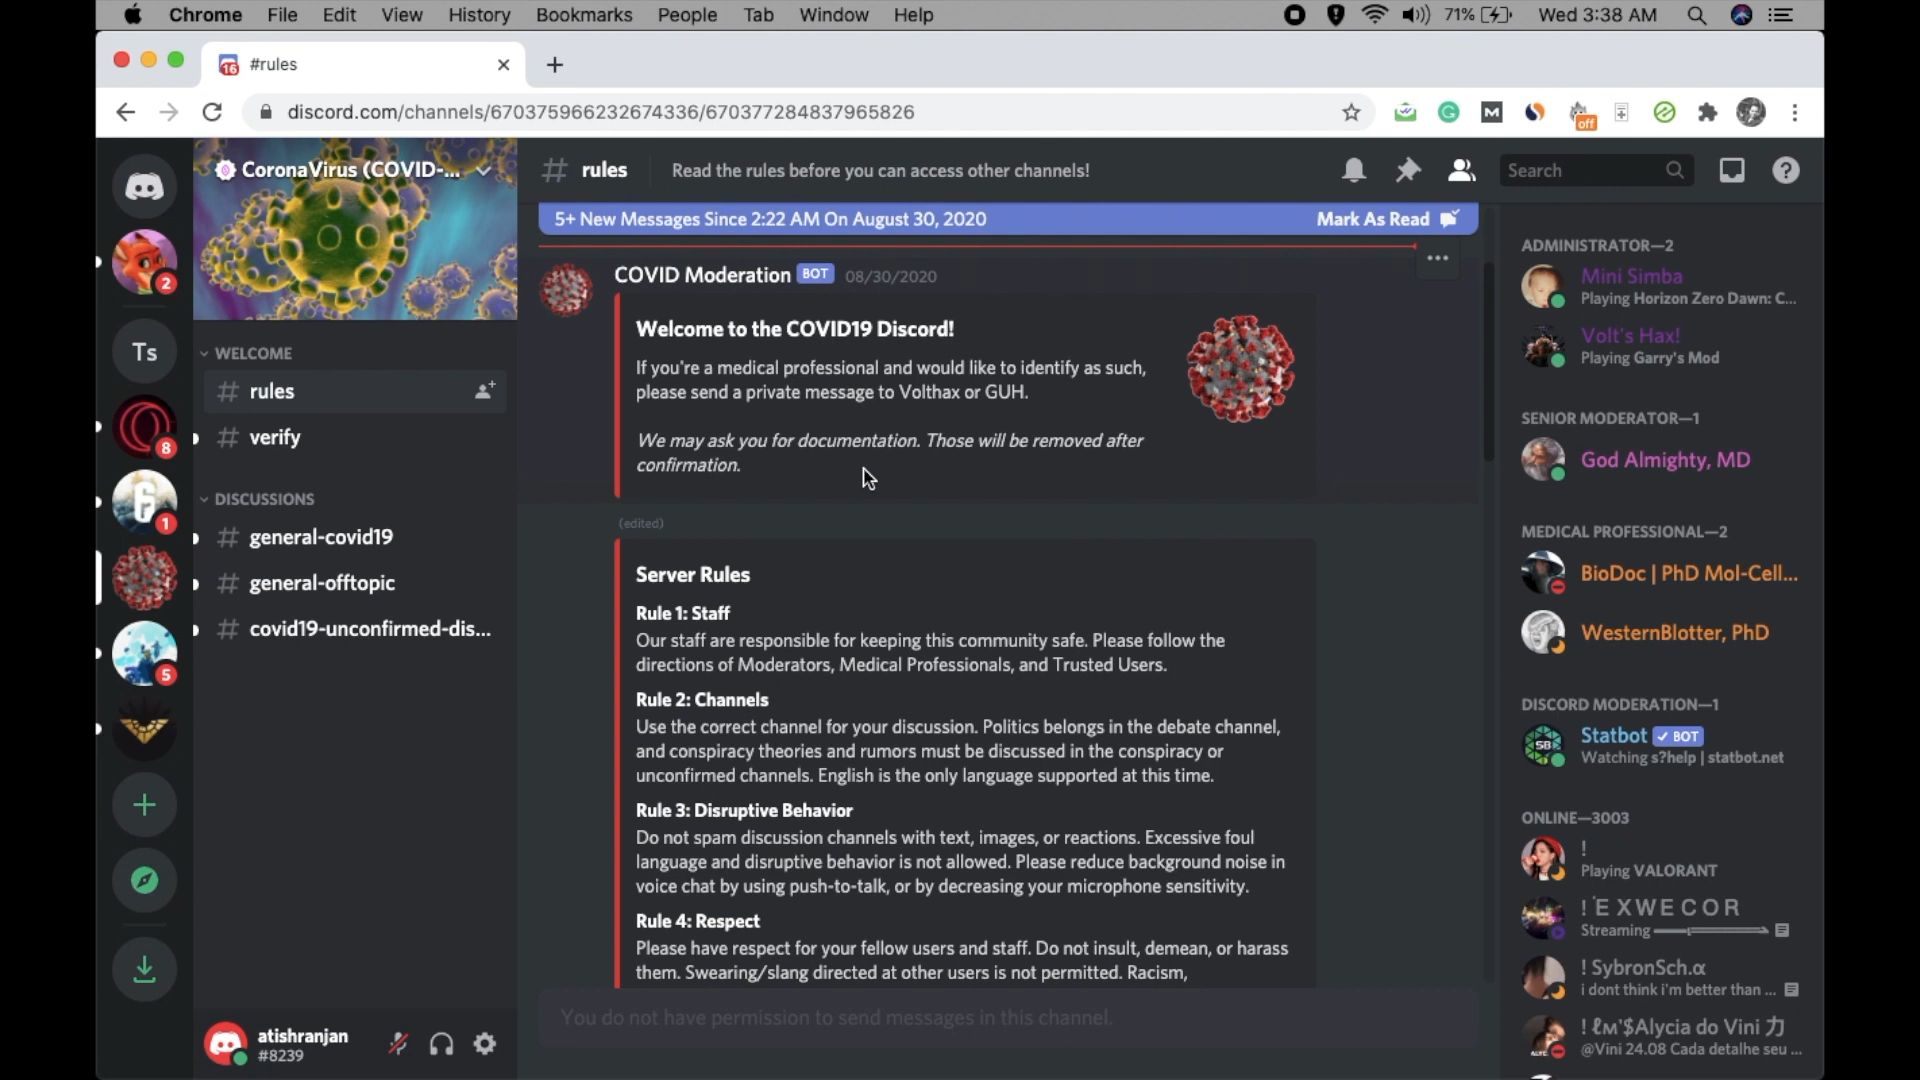 Chrome File Edit View History Bookmarks People Tab Window Help 71% Wed 3:38 AM
16 #rules
discord.com/channels/670375966232674336/670377284837965826
M off
CoronaVirus (COVID-...
2
Ts
8
1
5
WELCOME
# rules
# verify
DISCUSSIONS
# general-covid19
# general-offtopic
# covid19-unconfirmed-dis...
atishranjan
#8239
# rules Read the rules before you can access other channels! Search
5+ New Messages Since 2:22 AM On August 30, 2020 Mark As Read
COVID Moderation BOT 08/30/2020
Welcome to the COVID19 Discord!
If you're a medical professional and would like to identify as such,
please send a private message to Volthax or GUH.
We may ask you for documentation. Those will be removed after
confirmation.
(edited)
Server Rules
Rule 1: Staff
Our staff are responsible for keeping this community safe. Please follow the
directions of Moderators, Medical Professionals, and Trusted Users.
Rule 2: Channels
Use the correct channel for your discussion. Politics belongs in the debate channel,
and conspiracy theories and rumors must be discussed in the conspiracy or
unconfirmed channels. English is the only language supported at this time.
Rule 3: Disruptive Behavior
Do not spam discussion channels with text, images, or reactions. Excessive foul
language and disruptive behavior is not allowed. Please reduce background noise in
voice chat by using push-to-talk, or by decreasing your microphone sensitivity.
Rule 4: Respect
Please have respect for your fellow users and staff. Do not insult, demean, or harass
them. Swearing/slang directed at other users is not permitted. Racism,
You do not have permission to send messages in this channel.
ADMINISTRATOR—2
Mini Simba
Playing Horizon Zero Dawn: C...
Volt's Hax!
Playing Garry's Mod
SENIOR MODERATOR—1
God Almighty, MD
MEDICAL PROFESSIONAL—2
BioDoc | PhD Mol-Cell...
WesternBlotter, PhD
DISCORD MODERATION—1
SB Statbot BOT
Watching s?help | statbot.net
ONLINE—3003
!
Playing VALORANT
! ΈXWECOR
Streaming
! SybronSch.α
i dont think i'm better than ...
! ℓм'$Alycia do Vini 力
@Vini 24.08 Cada detalhe seu ...